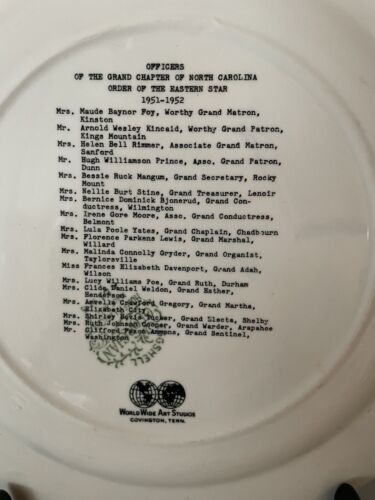 OFFICERS
OF THE GRAND CHAPTER OF NORTH CAROLINA
ORDER OF THE EASTERN STAR
1951-1952
Mrs. Maude Baynor Foy, Worthy Grand Matron,
Kinston
Mr. Arnold Wesley Kincaid, Worthy Grand Patron,
Kings Mountain
Mrs. Helen Bell Rimmer, Associate Grand Matron,
Sanford
Mr. Hugh Williamson Prince, Asso. Grand Patron,
Dunn
Mrs. Bessie Ruck Mangum, Grand Secretary, Rocky
Mount
Mrs. Nellie Burt Stine, Grand Treasurer, Lenoir
Mrs. Bernice Dominick Bjonerud, Grand Con-
ductress, Wilmington
Mrs. Irene Gore Moore, Asso. Grand Conductress,
Belmont
Mrs. Lula Poole Yates, Grand Chaplain, Chadbourn
Mrs. Florence Parkens Lewis, Grand Marshal,
Willard
Mrs. Malinda Connolly Gryder, Grand Organist,
Taylorsville
Miss Frances Elizabeth Davenport, Grand Adah,
Wilson
Mrs. Lucy Williams Poe, Grand Ruth, Durham
Mrs. Clide Daniel Weldon, Grand Esther,
Henderson
Mrs. Crawford Gregory, Grand Martha,
Elizabeth City
Mrs. Shirley Tucker, Grand Electa, Shelby
Mrs. Ruth Johnson Cooper, Grand Warder, Arapahoe
Mr. Clifford Ammons, Grand Sentinel,
Washington
GSHELL
WORLD WIDE ART STUDIOS
COVINGTON, TENN.